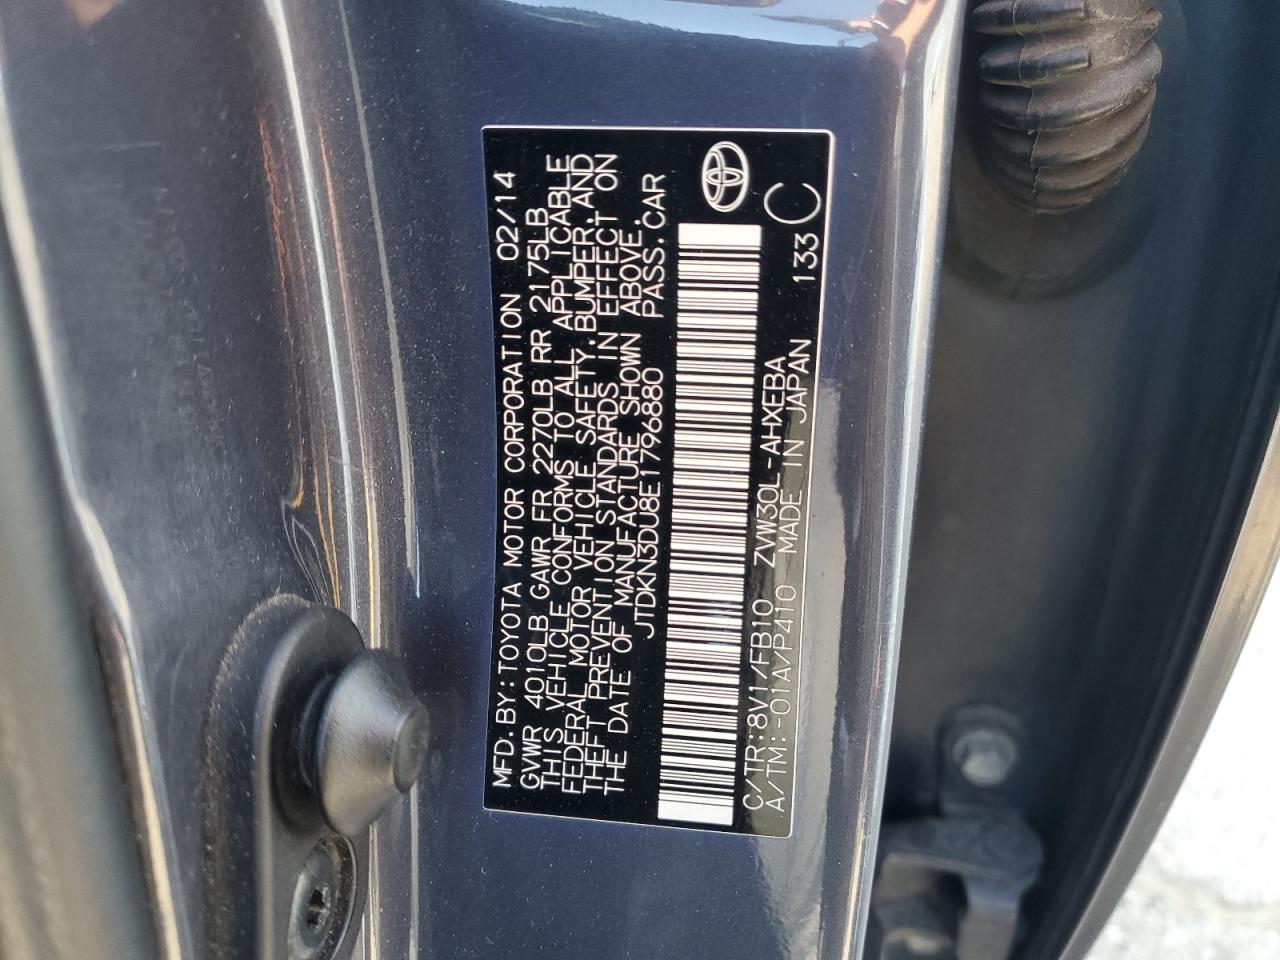 MFD.BY:TOYOTA MOTOR CORPORATION 02/14
GVWR 4010LB GAWR FR 2270LB RR 2175LB
THIS VEHICLE CONFORMS TO ALL APPLICABLE
FEDERAL MOTOR VEHICLE SAFETY,BUMPER,AND
THEFT PREVENTION STANDARDS IN EFFECT ON
THE DATE OF MANUFACTURE SHOWN ABOVE.
JTDKN3DU8E1796880 PASS.CAR
C/TR:8V1/FB10 ZVW30L-AHXEBA 133 C
A/TM:-01A/P410 MADE IN JAPAN